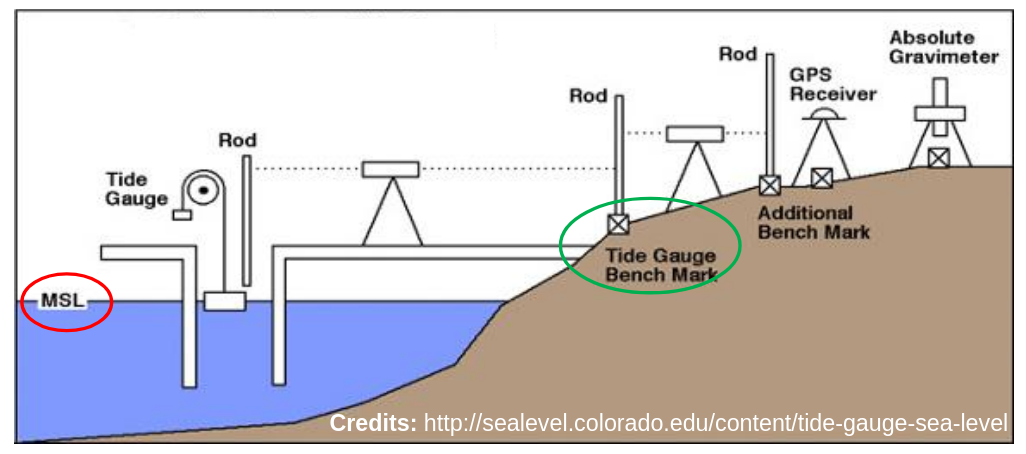 Absolute
Gravimeter
Rod
GPS
Receiver
Rod
Rod
Tide
Gauge
Additional
Bench Mark
Tide Gauge
Bench Mark
MSL
Credits: http://sealevel.colorado.edu/content/tide-gauge-sea-level